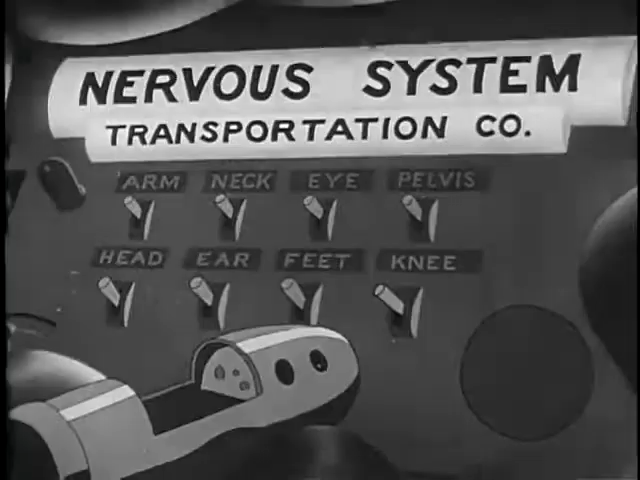 NERVOUS SYSTEM
TRANSPORTATION CO.
ARM NECK EYE PELVIS
HEAD EAR FEET KNEE